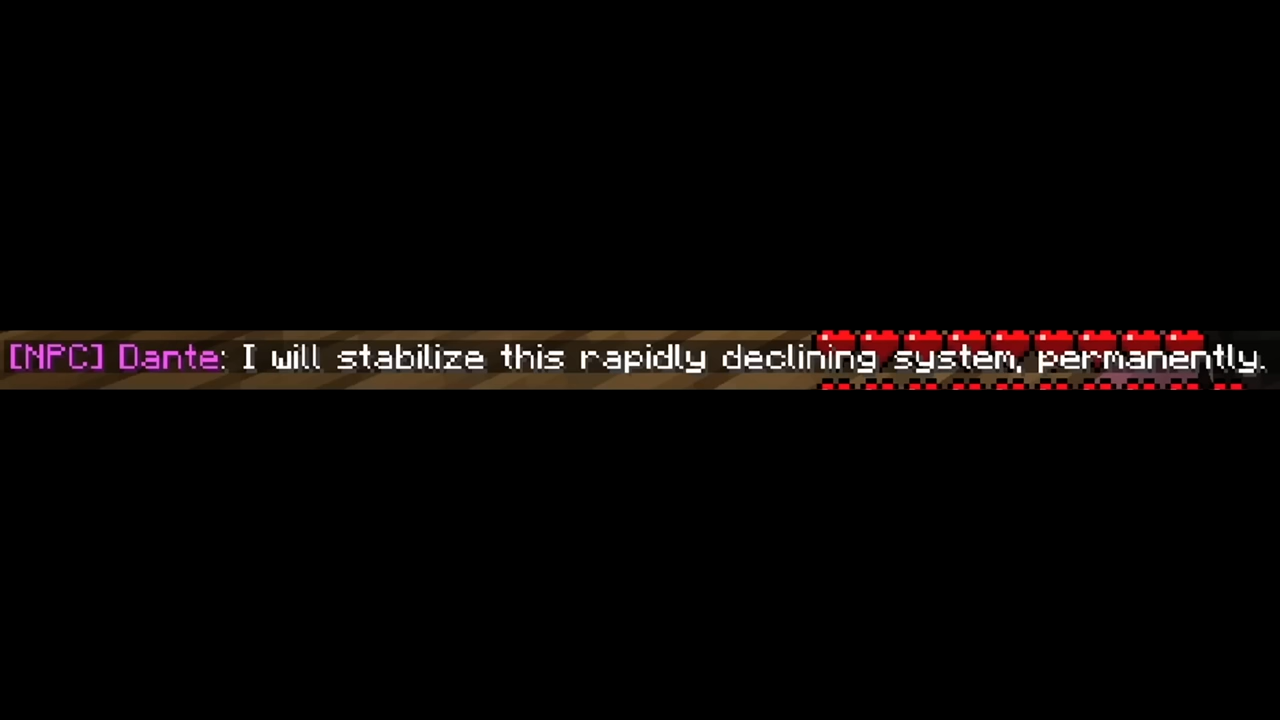 [NPC] Dante: I will stabilize this rapidly declining system, permanently.